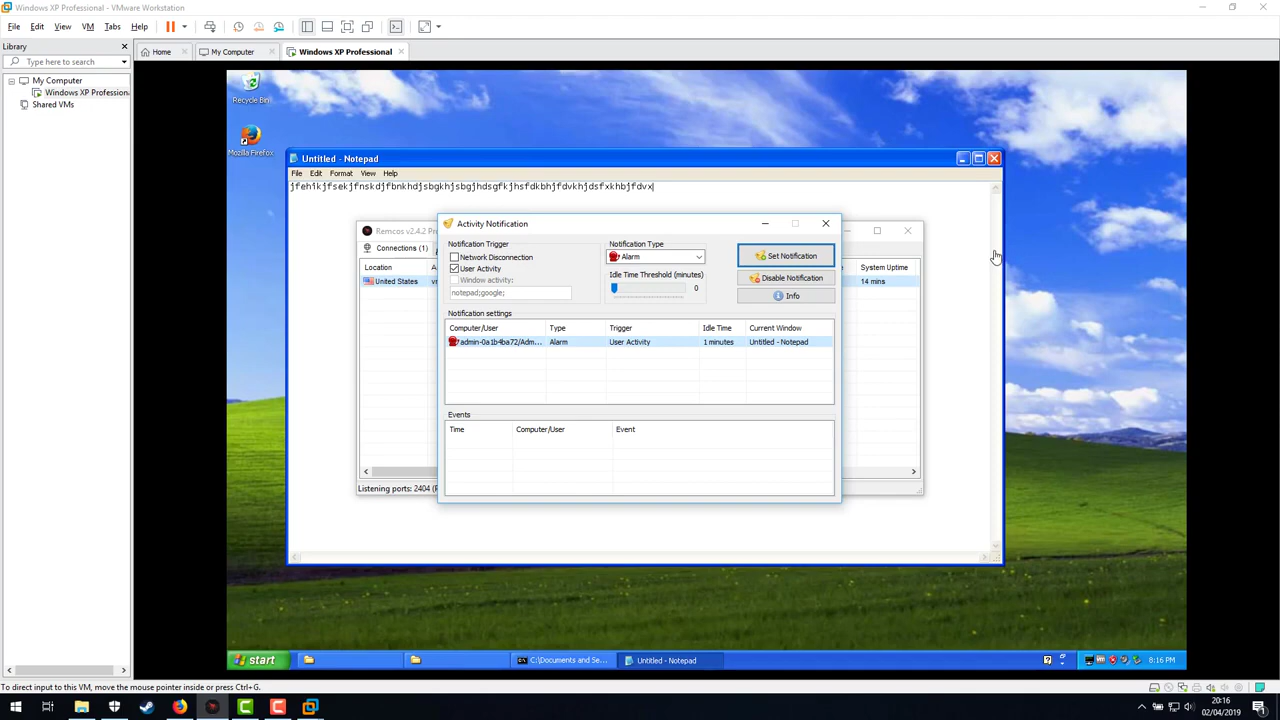 Windows XP Professional - VMware Workstation
File Edit View VM Tabs Help
Library
Type here to search
My Computer
Windows XP Profession
Shared VMs
Home
My Computer
Windows XP Professional
Recycle Bin
Mozilla Firefox
Untitled - Notepad
File Edit Format View Help
jfehikjfsekjfnskdjfbnkhdjsbgkhjsbgjhdsgfkjhsfdkbhjfdvkhjdsfxkhbjfdvx
Remcos v2.4.2 Pr
Connections (1)
Location
System Uptime
United States
14 mins
Listening ports: 2404 (
Activity Notification
Notification Trigger
Network Disconnection
User Activity
Window activity:
notepad;google;
Notification Type
Alarm
Idle Time Threshold (minutes)
0
Set Notification
Disable Notification
Info
Notification settings
Computer/User Type Trigger Idle Time Current Window
admin-0a1b4ba72/Adm... Alarm User Activity 1 minutes Untitled - Notepad
Events
Time Computer/User Event
start
C:\Documents and Se...
Untitled - Notepad
8:16 PM
To direct input to this VM, move the mouse pointer inside or press Ctrl+G.
20:16
02/04/2019